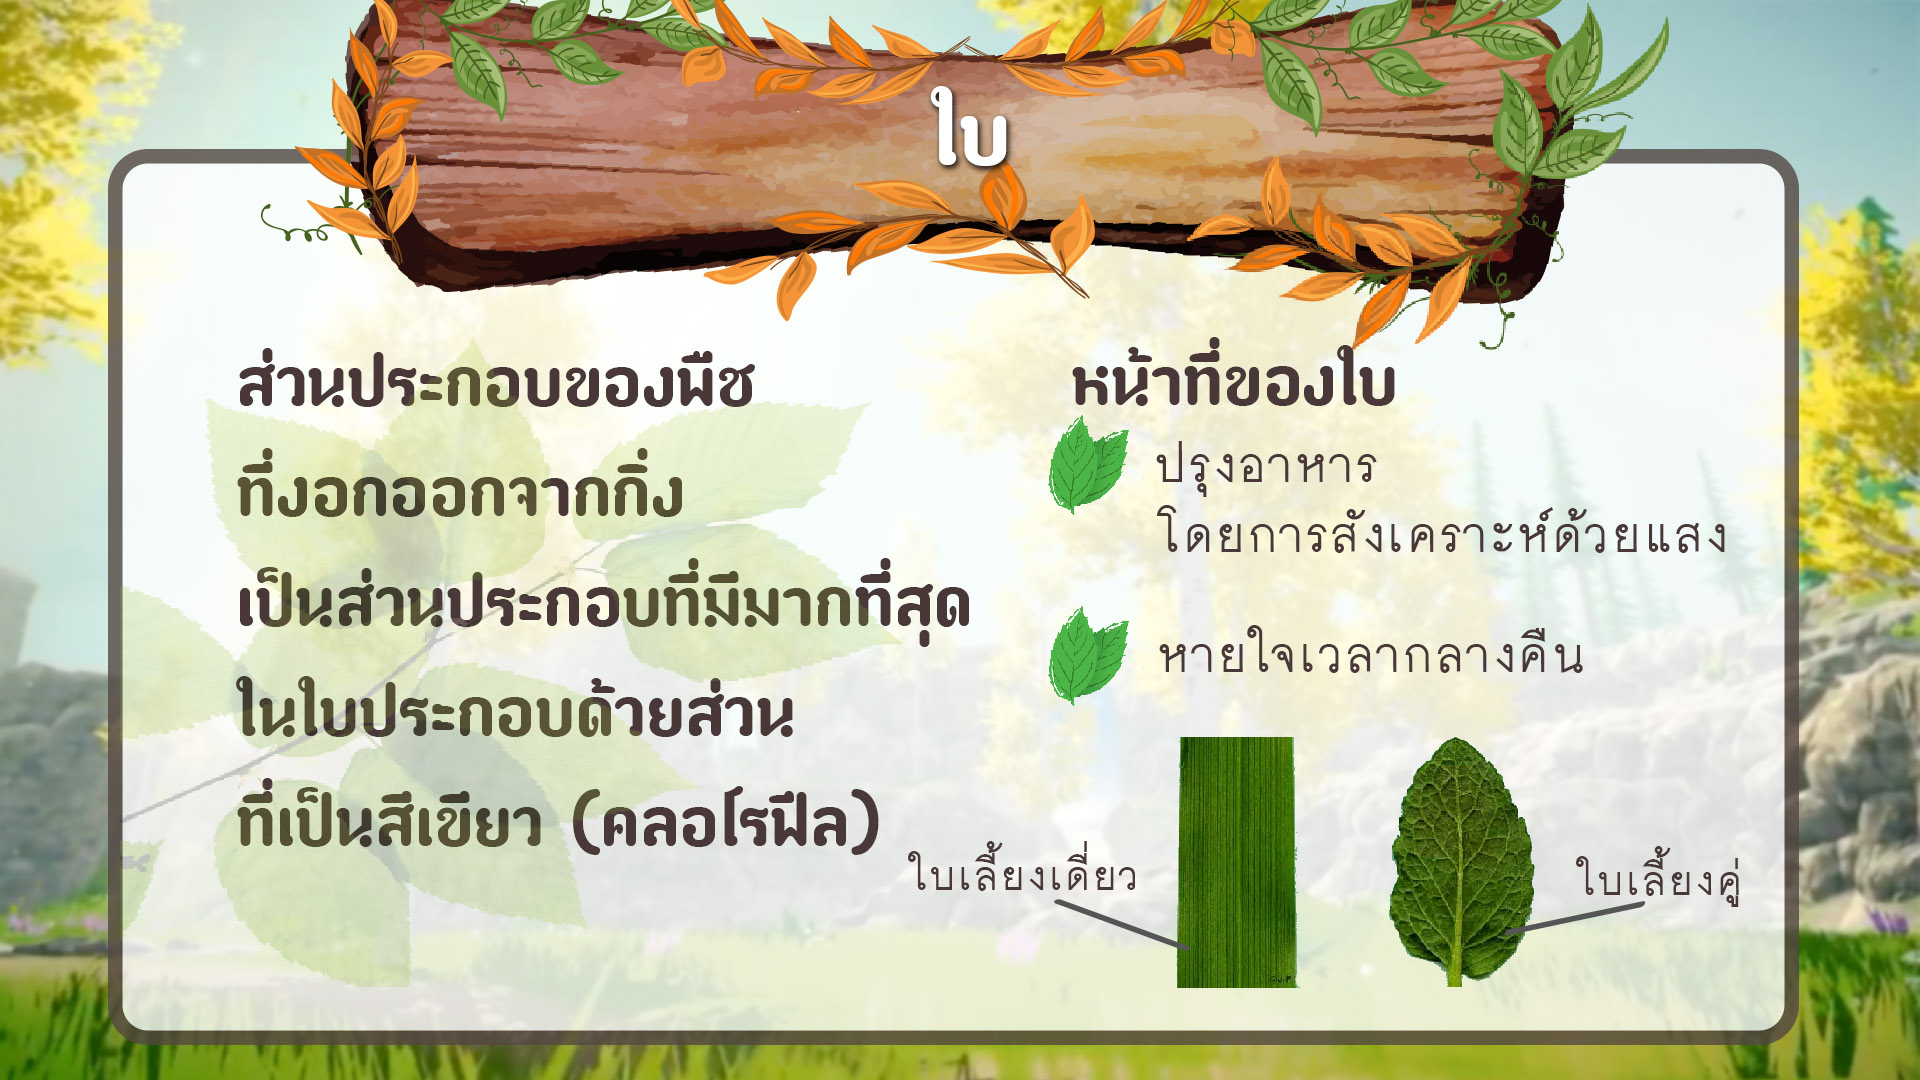 ใบ
ส่วนประกอบของพืช
ที่งอกออกจากกิ่ง
เป็นส่วนประกอบที่มีมากที่สุด
ในใบประกอบด้วยส่วน
ที่เป็นสีเขียว (คลอโรฟีล)
หน้าที่ของใบ
ปรุงอาหาร
โดยการสังเคราะห์ด้วยแสง
หายใจเวลากลางคืน
ใบเลี้ยงเดี่ยว
ใบเลี้ยงคู่